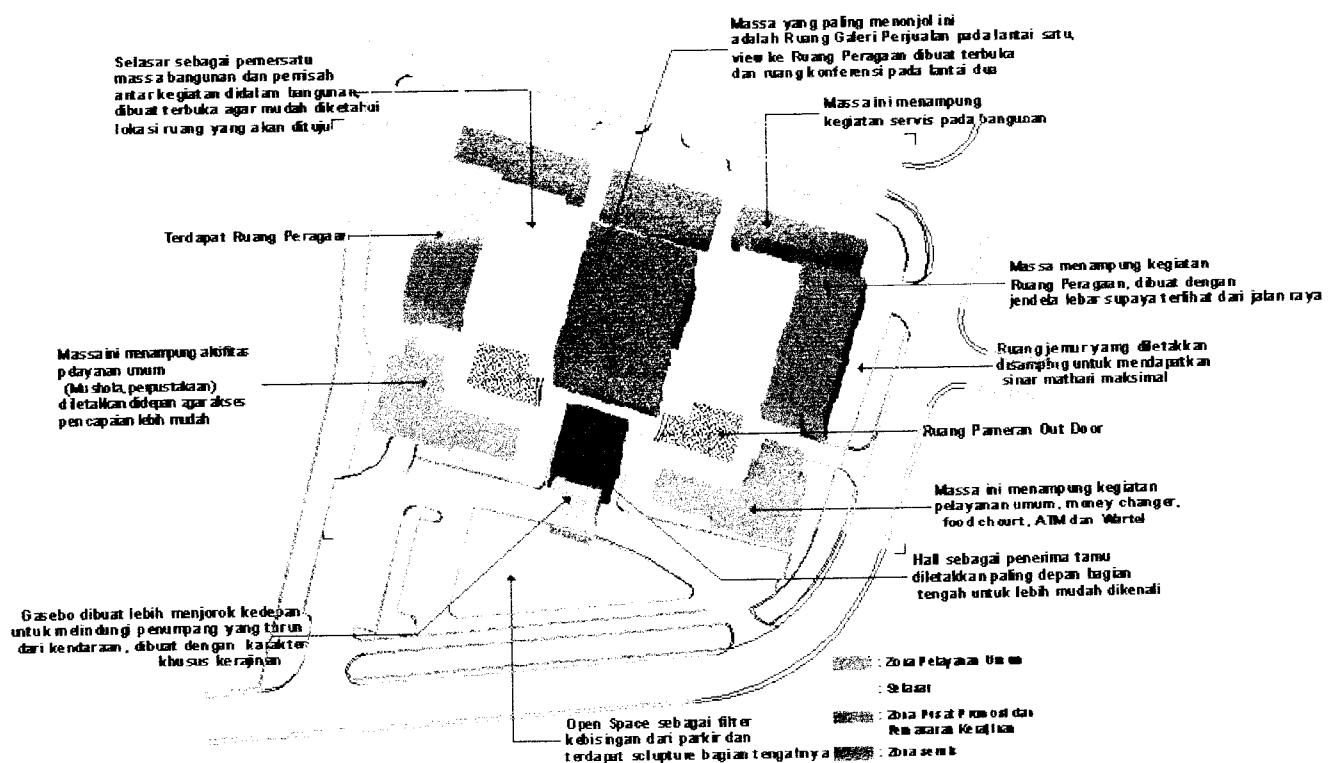 Massa yang paling menonjol ini
adalah Ruang Galeri Penjualan pada lantai satu,
view ke Ruang Peragaan dibuat terbuka
dan ruang konferensi pada lantai dua
Selasar sebagai pemersatu
massa bangunan dan pemisah
antar kegiatan didalam bangunan,
dibuat terbuka agar mudah diketahui
lokasi ruang yang akan dituju
Massa ini menampung
kegiatan servis pada bangunan
Terdapat Ruang Peragaan
Massa menampung kegiatan
Ruang Peragaan, dibuat dengan
jendela lebar supaya terlihat dari jalan raya
Massa ini menampung aktifitas
pelayanan umum
(Mushola, perpustakaan)
diletakkan didepan agar akses
pencapaian lebih mudah
Ruang jemur yamg diletakkan
disamping untuk mendapatkan
sinar mathari maksimal
Ruang Pameran Out Door
Massa ini menampung kegiatan
pelayanan umum, money changer,
food chourt, ATM dan Wartel
Hall sebagai penerima tamu
diletakkan paling depan bagian
tengah untuk lebih mudah dikenali
Gasebo dibuat lebih menjorok kedepan
untuk melindungi penumpang yang turun
dari kendaraan, dibuat dengan karakter
khusus kerajinan
Open Space sebagai filter
kebisingan dari parkir dan
terdapat sclupture bagian tengahnya
: Zona Pelayanan Umum
: Selasar
: Zona Pusat Promosi dan
Pemasaran Kerajinan
: Zona servis